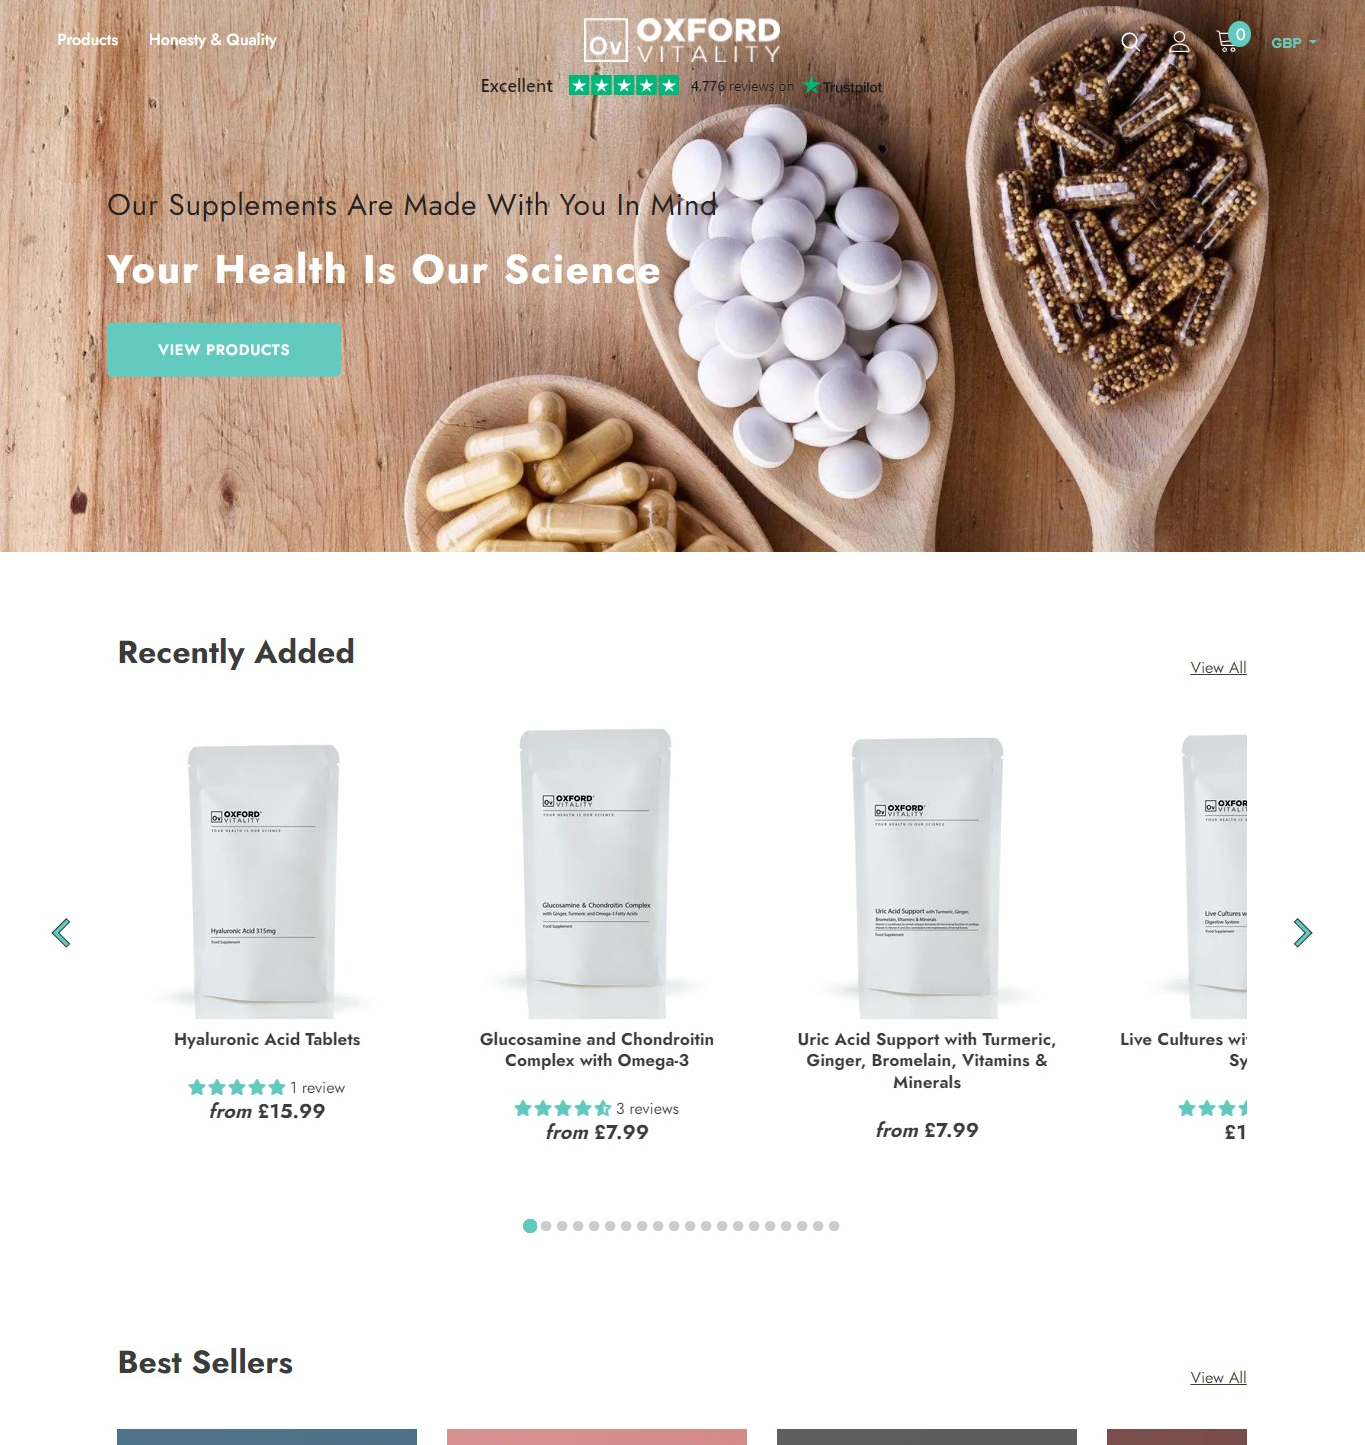 Products
Honesty & Quality
Ov OXFORD
VITALITY
0
GBP
Excellent
4,776 reviews on Trustpilot
Our Supplements Are Made With You In Mind
Your Health Is Our Science
VIEW PRODUCTS
Recently Added
View All
Ov OXFORD
VITALITY
YOUR HEALTH IS OUR SCIENCE
Hyaluronic Acid 315mg
Food Supplement
Ov OXFORD
VITALITY
YOUR HEALTH IS OUR SCIENCE
Glucosamine & Chondroitin Complex
with Ginger, Turmeric and Omega-3 Fatty Acids
Food Supplement
Ov OXFORD
VITALITY
YOUR HEALTH IS OUR SCIENCE
Uric Acid Support with Turmeric, Ginger,
Bromelain, Vitamins & Minerals
Food Supplement
Ov OXFOR
VITALIT
YOUR HEALTH IS OUR S
Live Cultures w
Digestive System
Food Supplement
Hyaluronic Acid Tablets
1 review
from £15.99
Glucosamine and Chondroitin
Complex with Omega-3
3 reviews
from £7.99
Uric Acid Support with Turmeric,
Ginger, Bromelain, Vitamins &
Minerals
from £7.99
Live Cultures wi
Sy
£1
Best Sellers
View All